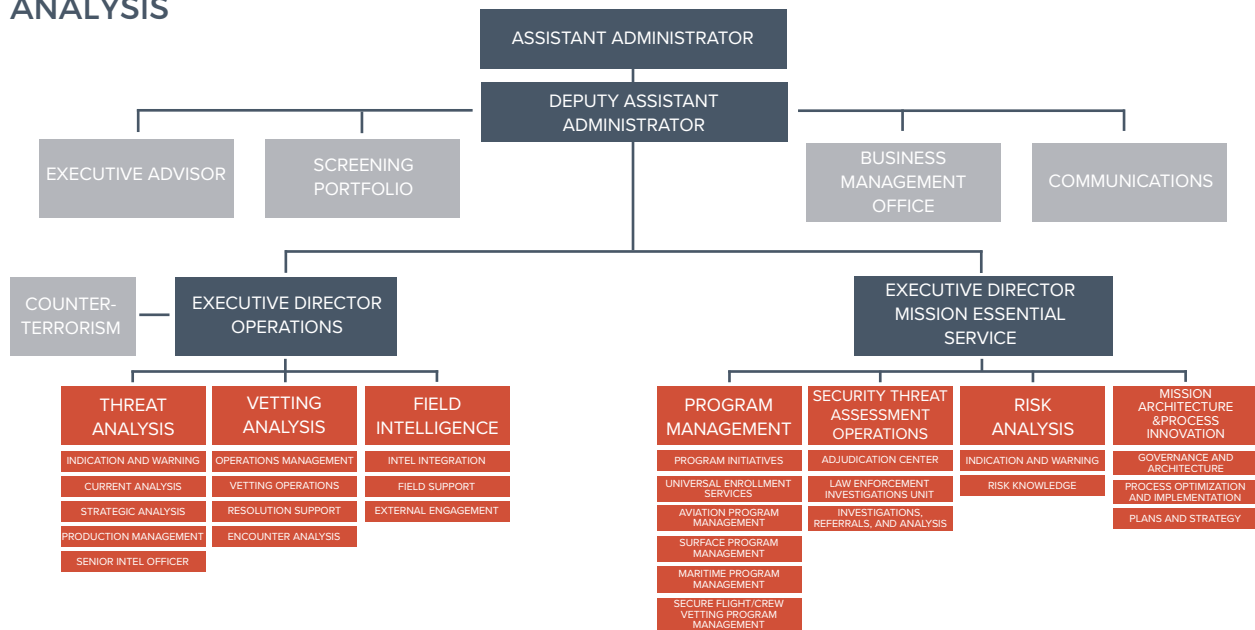 ANALYSIS
ASSISTANT ADMINISTRATOR
DEPUTY ASSISTANT
ADMINISTRATOR
EXECUTIVE ADVISOR
SCREENING
PORTFOLIO
BUSINESS
MANAGEMENT
OFFICE
COMMUNICATIONS
COUNTER-
TERRORISM
EXECUTIVE DIRECTOR
OPERATIONS
EXECUTIVE DIRECTOR
MISSION ESSENTIAL
SERVICE
THREAT
ANALYSIS
INDICATION AND WARNING
CURRENT ANALYSIS
STRATEGIC ANALYSIS
PRODUCTION MANAGEMENT
SENIOR INTEL OFFICER
VETTING
ANALYSIS
OPERATIONS MANAGEMENT
VETTING OPERATIONS
RESOLUTION SUPPORT
ENCOUNTER ANALYSIS
FIELD
INTELLIGENCE
INTEL INTEGRATION
FIELD SUPPORT
EXTERNAL ENGAGEMENT
PROGRAM
MANAGEMENT
PROGRAM INITIATIVES
UNIVERSAL ENROLLMENT
SERVICES
AVIATION PROGRAM
MANAGEMENT
SURFACE PROGRAM
MANAGEMENT
MARITIME PROGRAM
MANAGEMENT
SECURE FLIGHT/CREW
VETTING PROGRAM
MANAGEMENT
SECURITY THREAT
ASSESSMENT
OPERATIONS
ADJUDICATION CENTER
LAW ENFORCEMENT
INVESTIGATIONS UNIT
INVESTIGATIONS,
REFERRALS, AND ANALYSIS
RISK
ANALYSIS
INDICATION AND WARNING
RISK KNOWLEDGE
MISSION
ARCHITECTURE
&PROCESS
INNOVATION
GOVERNANCE AND
ARCHITECTURE
PROCESS OPTIMIZATION
AND IMPLEMENTATION
PLANS AND STRATEGY